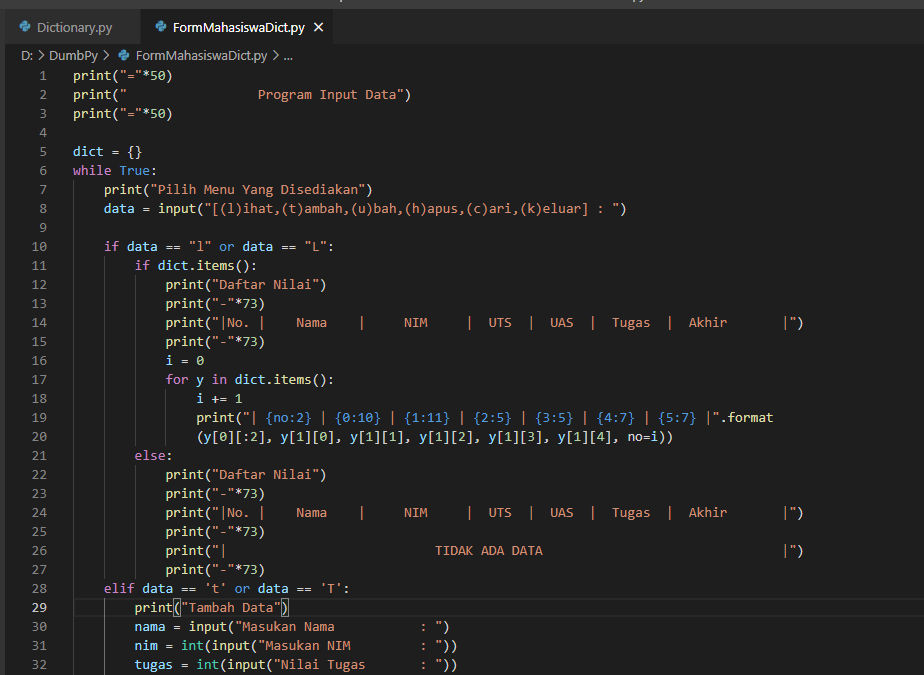 Dictionary.py FormMahasiswaDict.py ×
D: > DumbPy > FormMahasiswaDict.py > ...
1 print("="*50)
2 print("                 Program Input Data")
3 print("="*50)
4
5 dict = {}
6 while True:
7     print("Pilih Menu Yang Disediakan")
8     data = input("[(l)ihat,(t)ambah,(u)bah,(h)apus,(c)ari,(k)eluar] : ")
9
10     if data == "l" or data == "L":
11         if dict.items():
12             print("Daftar Nilai")
13             print("-"*73)
14             print("|No. |    Nama    |     NIM     |  UTS  |  UAS  |  Tugas  |  Akhir       |")
15             print("-"*73)
16             i = 0
17             for y in dict.items():
18                 i += 1
19                 print("| {no:2} | {0:10} | {1:11} | {2:5} | {3:5} | {4:7} | {5:7} |".format
20                 (y[0][:2], y[1][0], y[1][1], y[1][2], y[1][3], y[1][4], no=i))
21         else:
22             print("Daftar Nilai")
23             print("-"*73)
24             print("|No. |    Nama    |     NIM     |  UTS  |  UAS  |  Tugas  |  Akhir       |")
25             print("-"*73)
26             print("|                           TIDAK ADA DATA                               |")
27             print("-"*73)
28     elif data == 't' or data == 'T':
29         print("Tambah Data")
30         nama = input("Masukan Nama           : ")
31         nim = int(input("Masukan NIM         : "))
32         tugas = int(input("Nilai Tugas       : "))